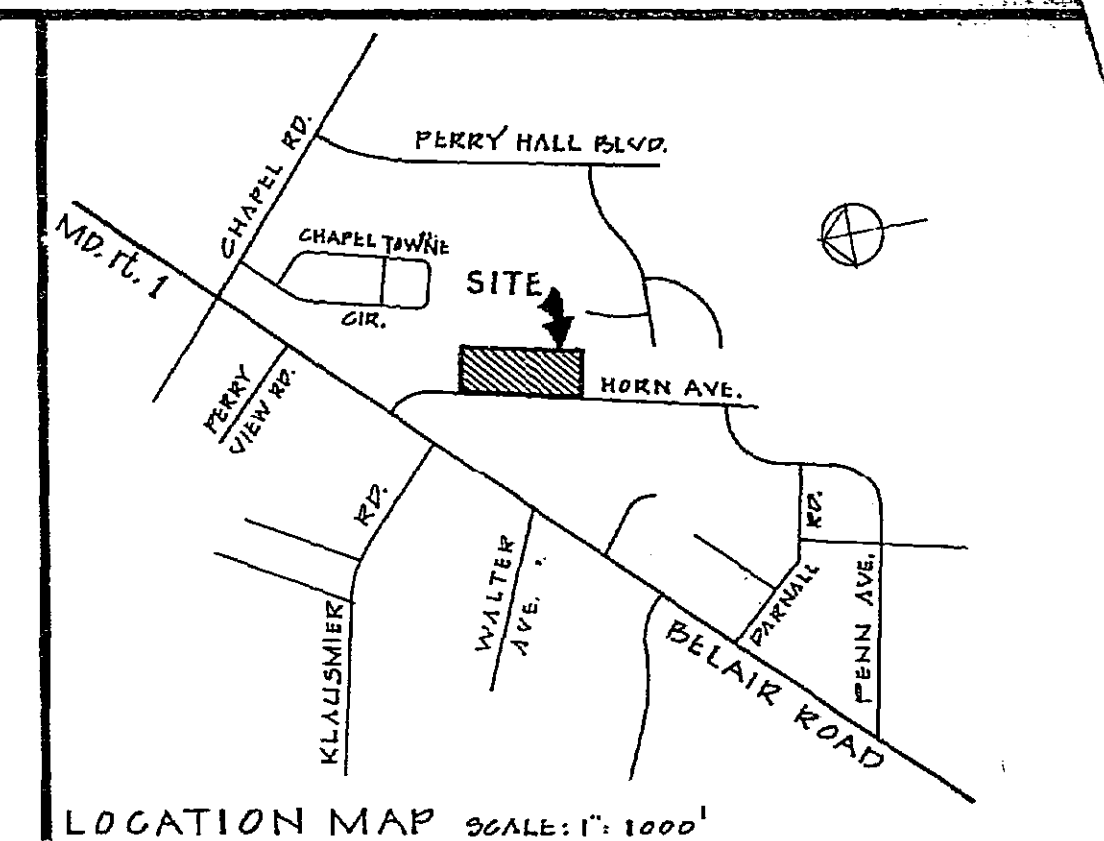 PERRY HALL BLVD.
CHAPEL RD.
MD. rt. 1
CHAPEL TOWNE
CIR.
SITE
PERRY
VIEW RD.
HORN AVE.
KLAUSMIER RD.
WALTER
AVE.
BELAIR ROAD
DARNALL RD.
PENN AVE.
LOCATION MAP SCALE: 1": 1000'